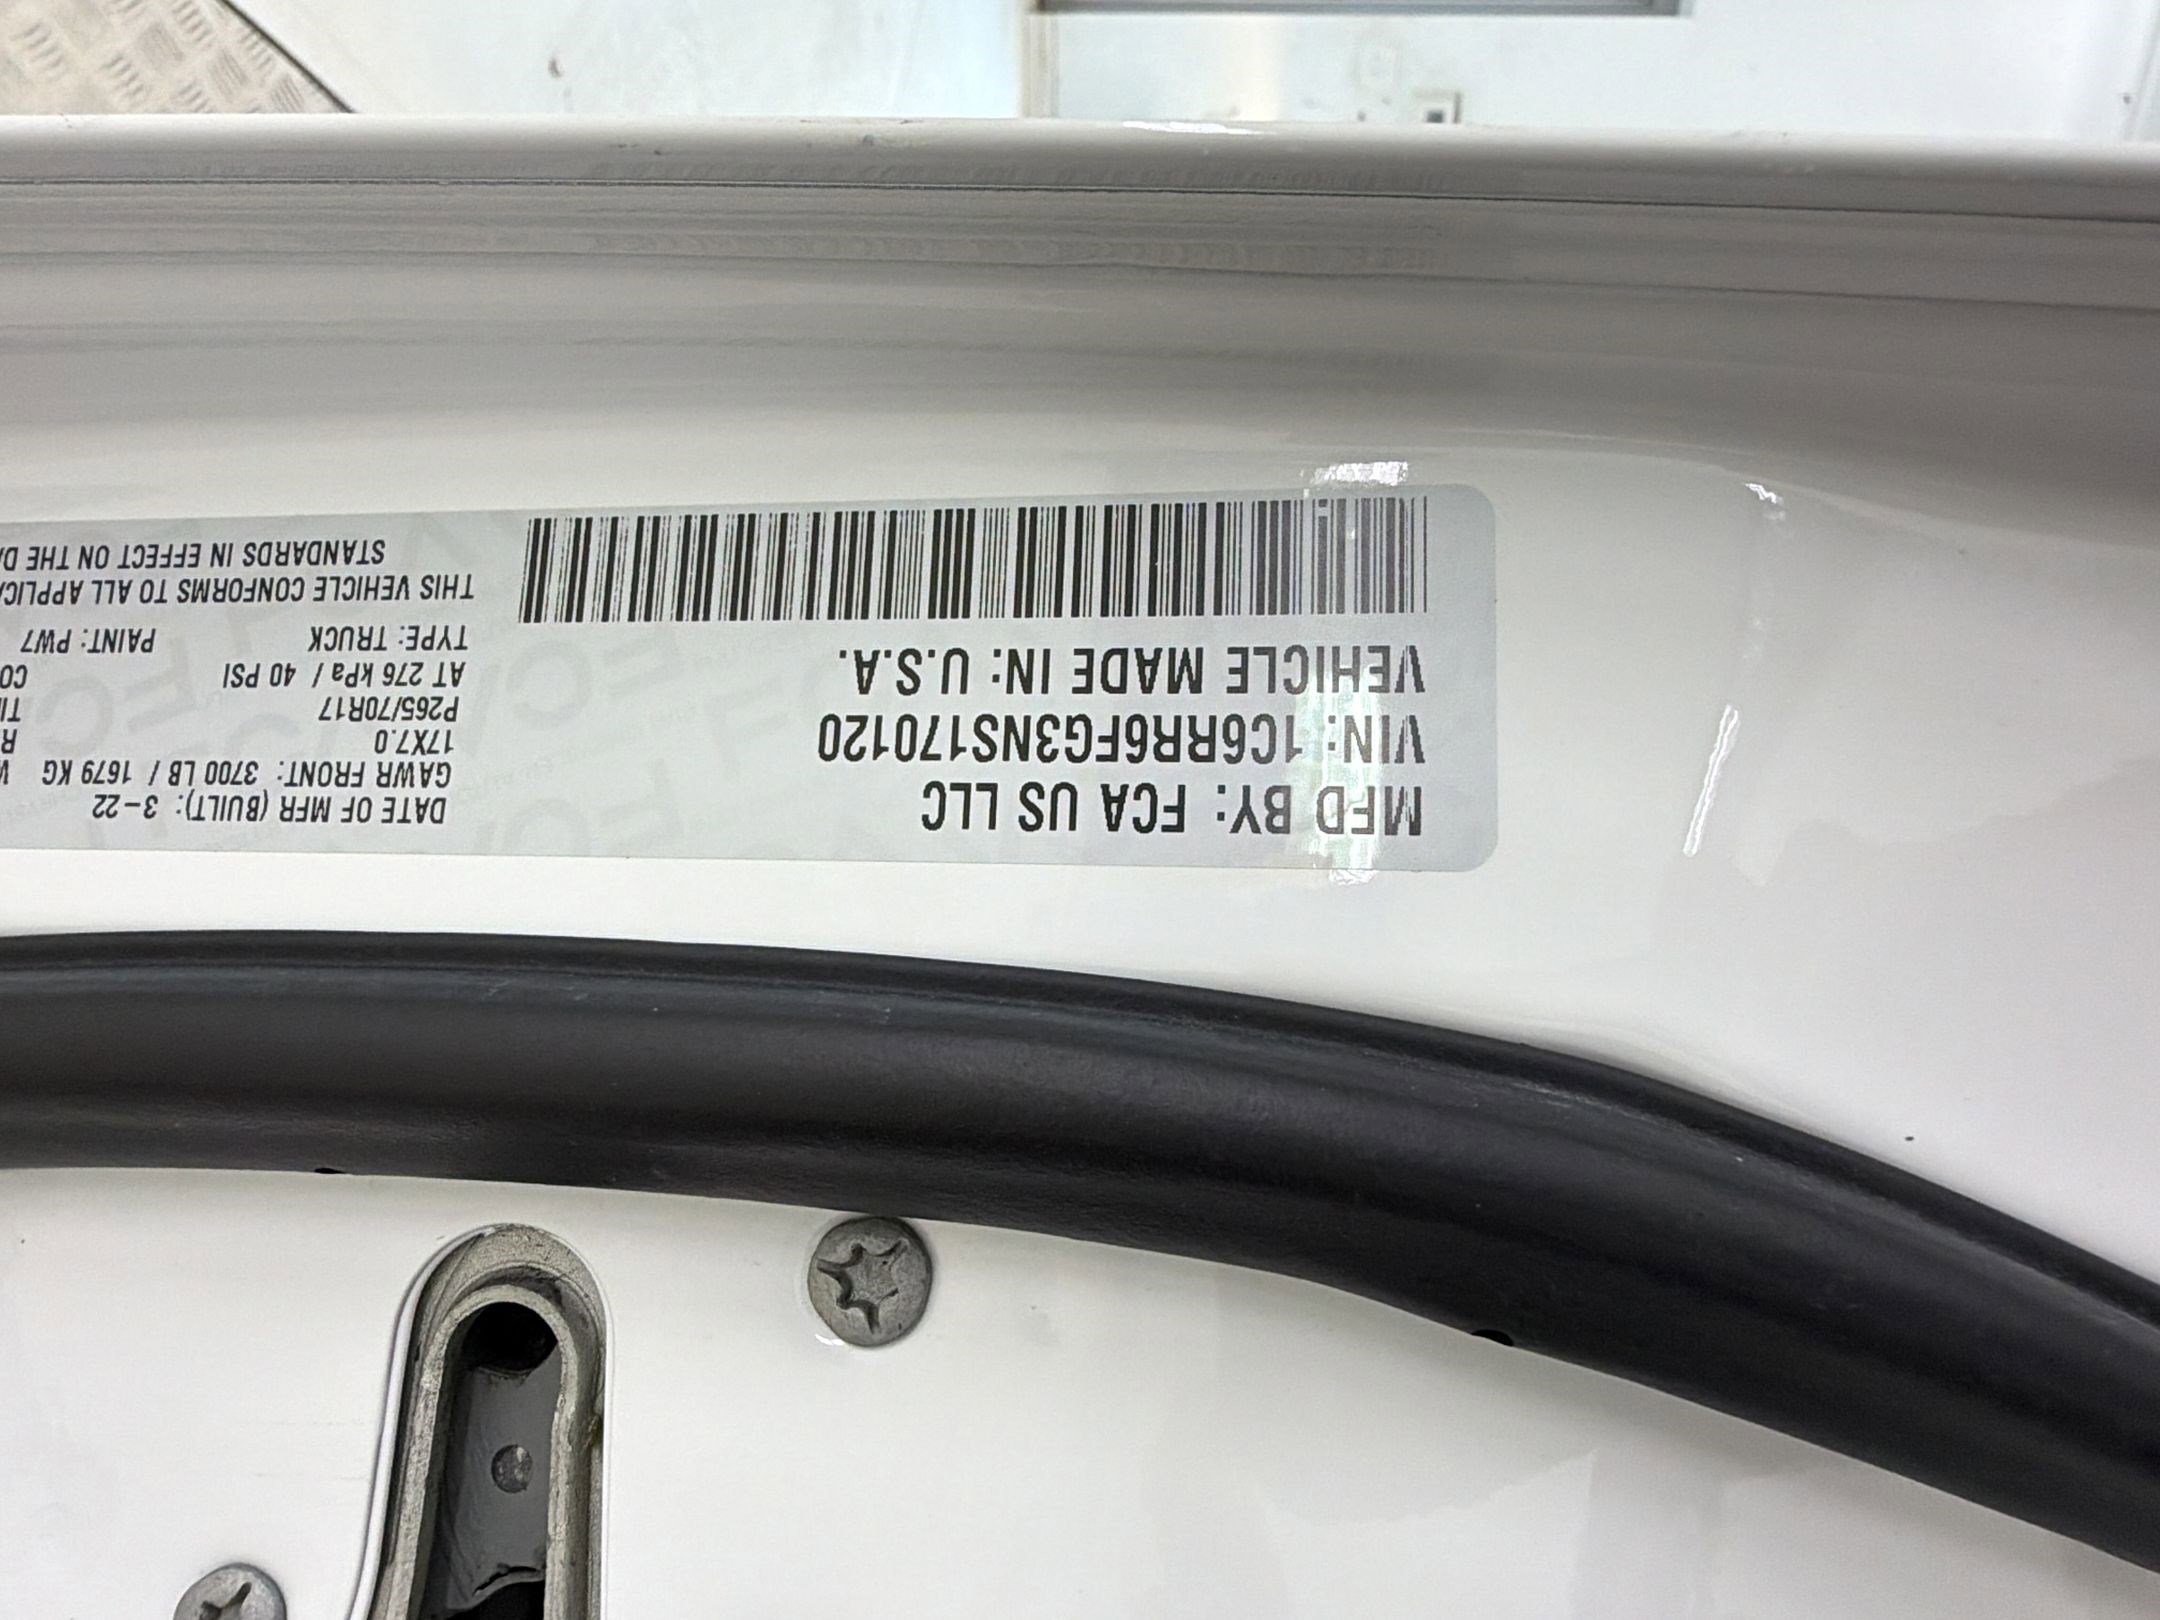 MFD BY: FCA US LLC
VIN: 1C6RR6FG3NS170120
VEHICLE MADE IN: U.S.A.
DATE OF MFR (BUILT): 3-22
GAWR FRONT: 3700 LB / 1679 KG
17X7.0
P265/70R17
AT 276 kPa / 40 PSI
TYPE: TRUCK PAINT: PW7
THIS VEHICLE CONFORMS TO ALL
STANDARDS IN EFFECT ON THE